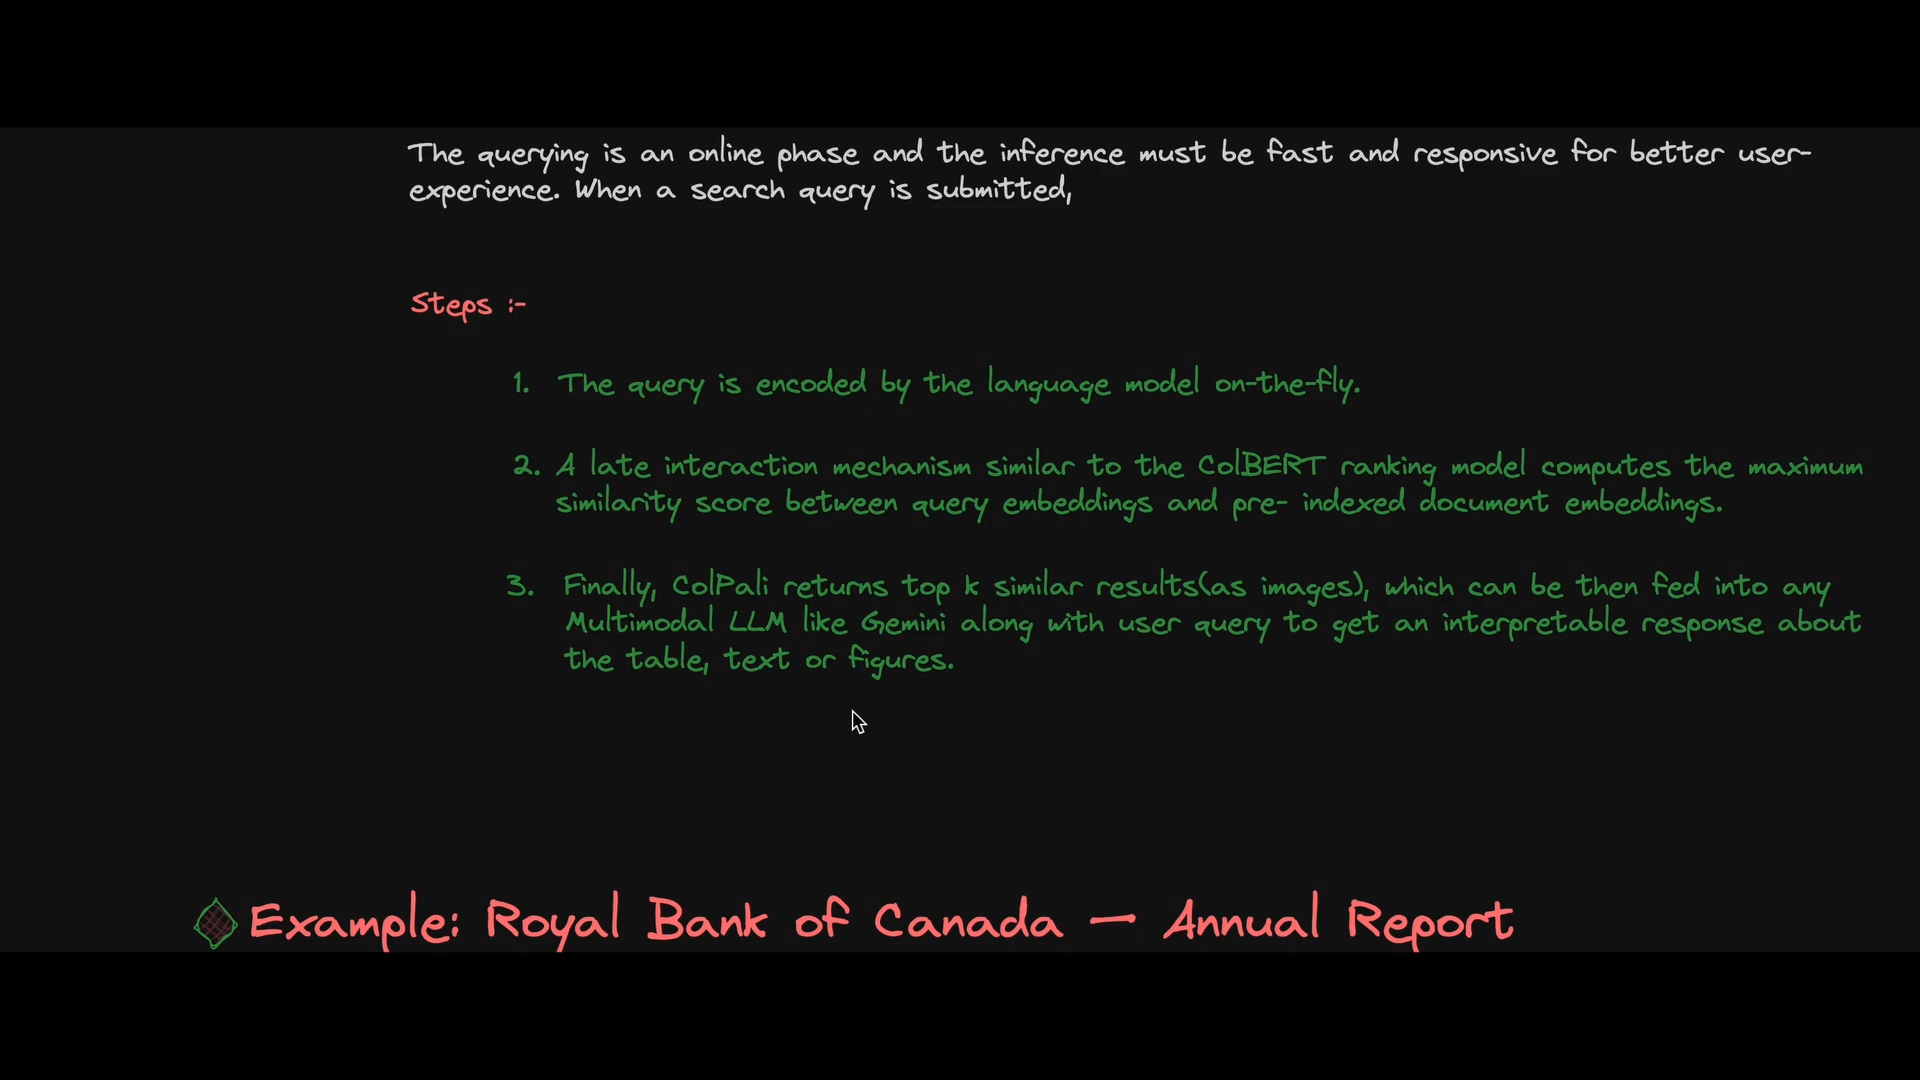 The querying is an online phase and the inference must be fast and responsive for better user-
experience. When a search query is submitted,
Steps :-
1. The query is encoded by the language model on-the-fly.
2. A late interaction mechanism similar to the ColBERT ranking model computes the maximum
similarity score between query embeddings and pre- indexed document embeddings.
3. Finally, ColPali returns top k similar results(as images), which can be then fed into any
Multimodal LLM like Gemini along with user query to get an interpretable response about
the table, text or figures.
Example: Royal Bank of Canada — Annual Report